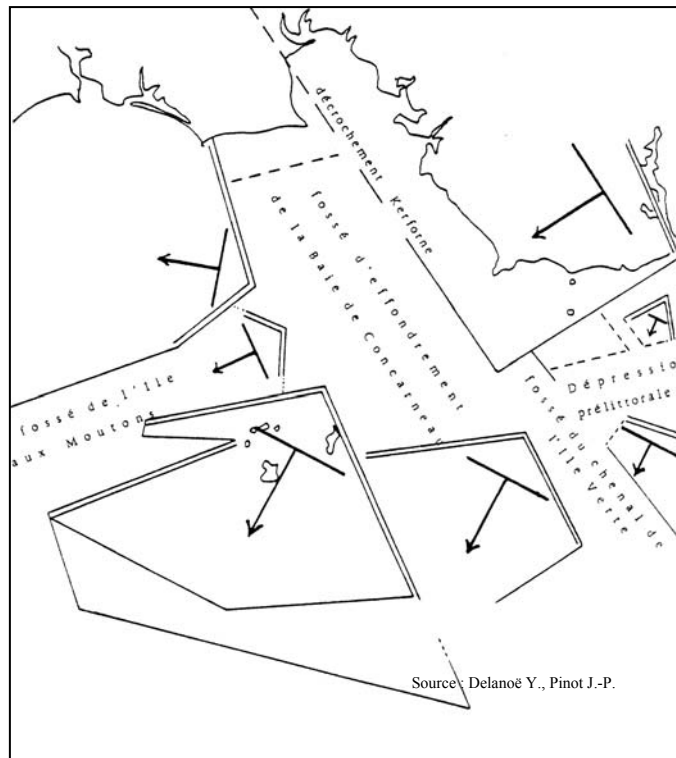 décrochement Kerforne
fossé d'effondrement
de la Baie de Concarneau
fossé de l'Ile
aux Moutons
Dépression
prélittorale
fossé du chenal de
l'Ile Verte
Source : Delanoë Y., Pinot J.-P.